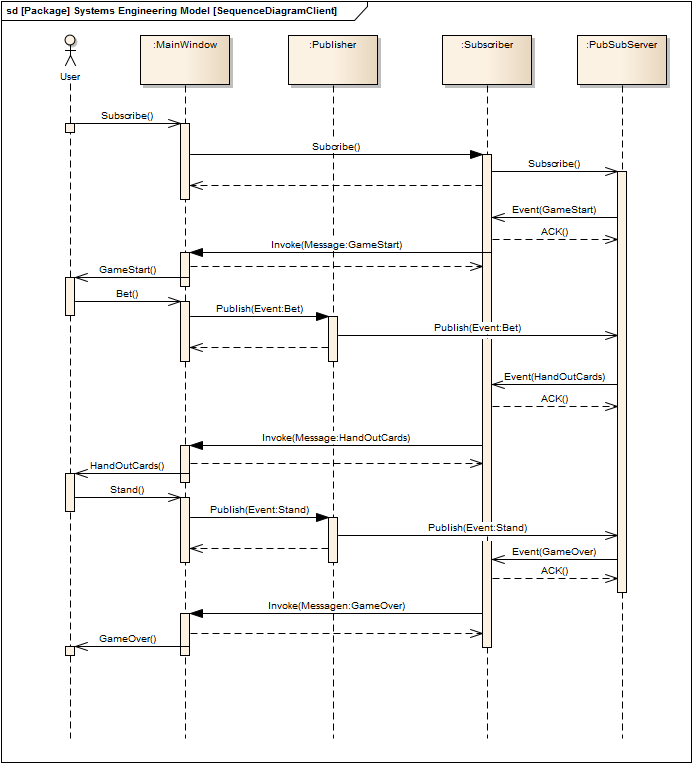 sd [Package] Systems Engineering Model [SequenceDiagramClient]
:MainWindow
:Publisher
:Subscriber
:PubSubServer
User
Subscribe()
Subcribe()
Subscribe()
Event(GameStart)
ACK()
Invoke(Message:GameStart)
GameStart()
Bet()
Publish(Event:Bet)
Publish(Event:Bet)
Event(HandOutCards)
ACK()
Invoke(Message:HandOutCards)
HandOutCards()
Stand()
Publish(Event:Stand)
Publish(Event:Stand)
Event(GameOver)
ACK()
Invoke(Messagen:GameOver)
GameOver()